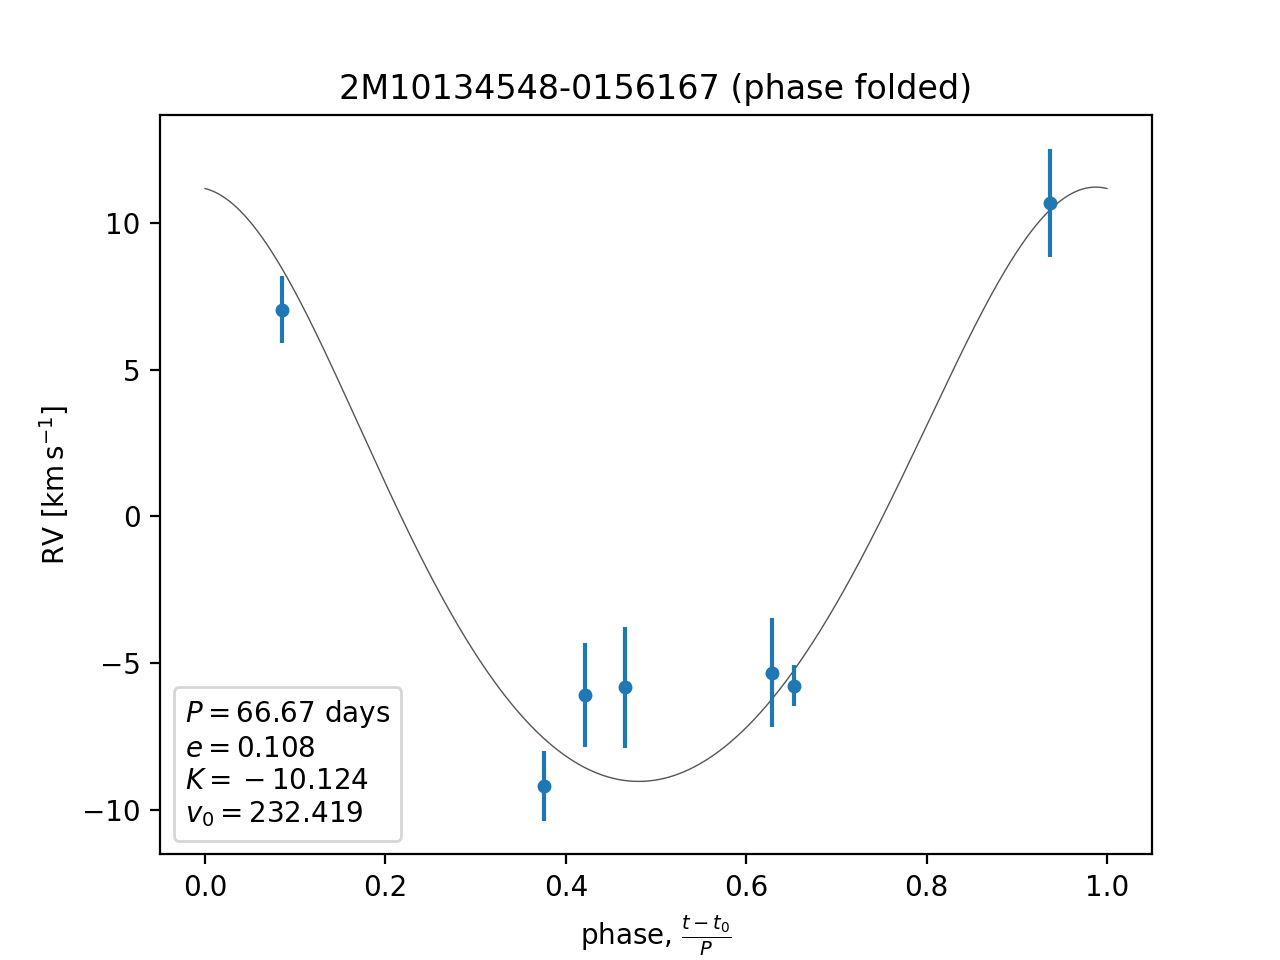 2M10134548-0156167 (phase folded)
RV [km s⁻¹]
10
5
0
−5
−10
P = 66.67 days
e = 0.108
K = −10.124
v₀ = 232.419
0.0 0.2 0.4 0.6 0.8 1.0
phase, (t − t₀)/P